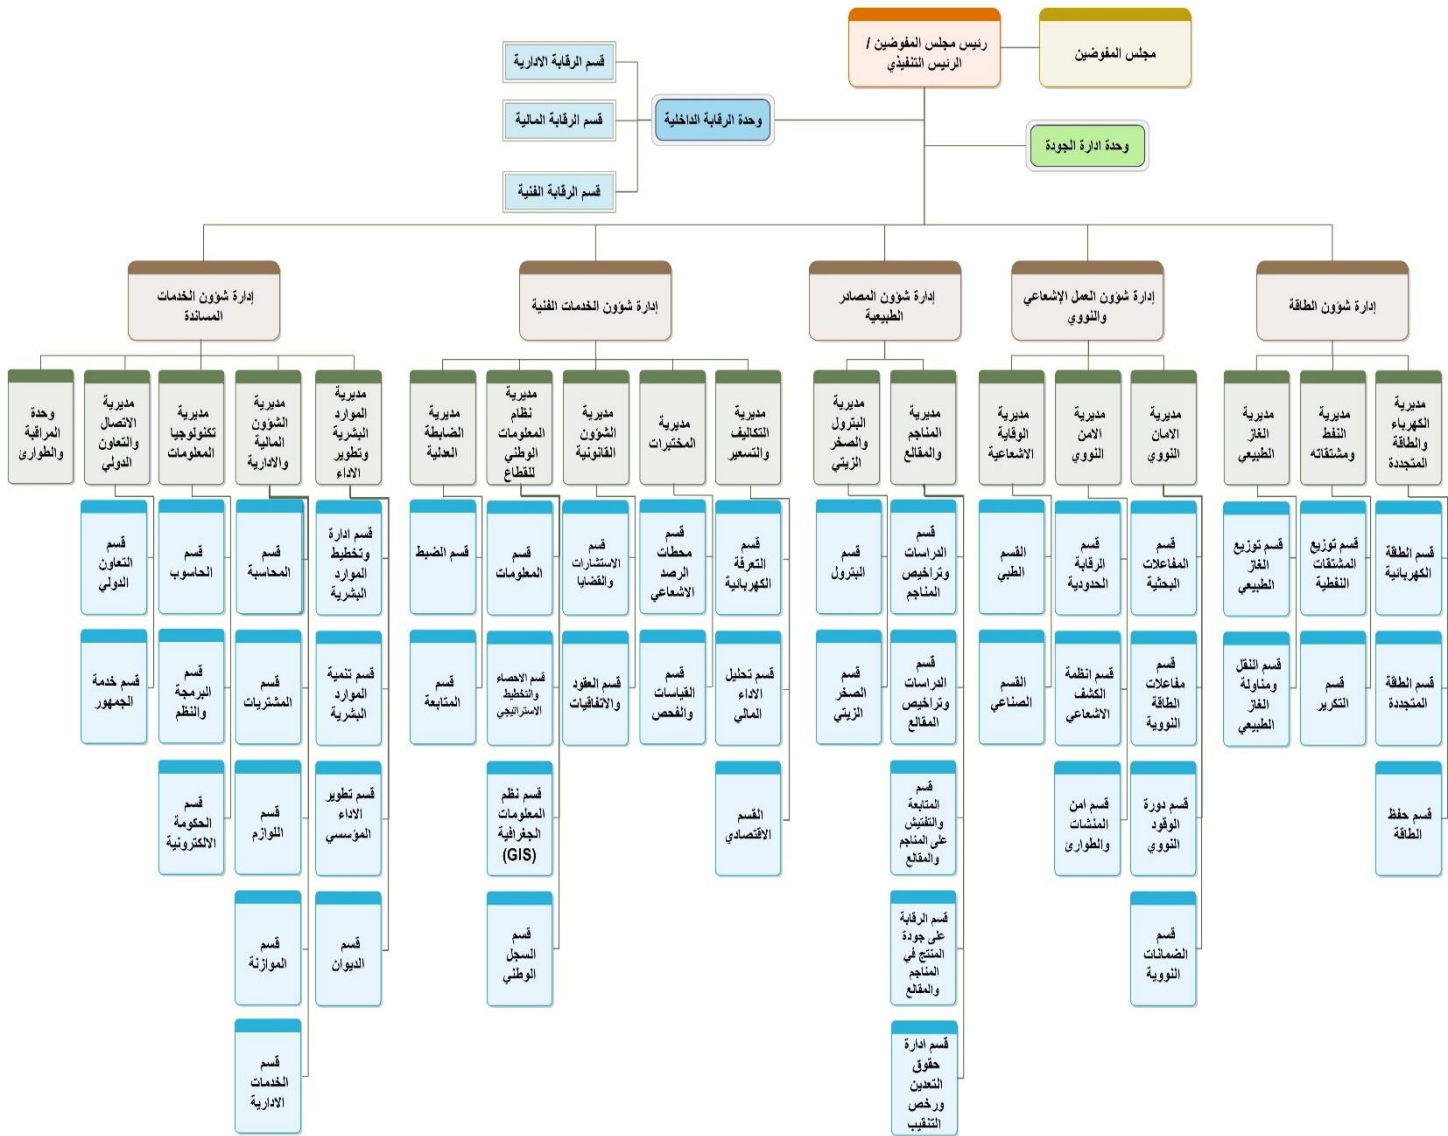 مجلس المفوضين
رئيس مجلس المفوضين /
الرئيس التنفيذي
وحدة ادارة الجودة
وحدة الرقابة الداخلية
قسم الرقابة الادارية
قسم الرقابة المالية
قسم الرقابة الفنية
إدارة شؤون الطاقة
إدارة شؤون العمل الإشعاعي
والنووي
إدارة شؤون المصادر
الطبيعية
إدارة شؤون الخدمات الفنية
إدارة شؤون الخدمات
المساندة
مديرية
الكهرباء
والطاقة
المتجددة
مديرية
النفط
ومشتقاته
مديرية
الغاز
الطبيعي
مديرية
الامان
النووي
مديرية
الامن
النووي
مديرية
الوقاية
الاشعاعية
مديرية
المناجم
والمقالع
مديرية
البترول
والصخر
الزيتي
مديرية
التكاليف
والتسعير
مديرية
المختبرات
مديرية
الشؤون
القانونية
مديرية
نظام
المعلومات
الوطني
للقطاع
مديرية
الضابطة
العدلية
مديرية
الموارد
البشرية
وتطوير
الاداء
مديرية
الشؤون
المالية
والادارية
مديرية
تكنولوجيا
المعلومات
مديرية
الاتصال
والتعاون
الدولي
وحدة
المراقبة
والطوارئ
قسم الطاقة
الكهربائية
قسم توزيع
المشتقات
النفطية
قسم توزيع
الغاز
الطبيعي
قسم
المفاعلات
البحثية
قسم
الرقابة
الحدودية
القسم
الطبي
قسم
الدراسات
وتراخيص
المناجم
قسم
البترول
قسم
التعرفة
الكهربائية
قسم
محطات
الرصد
الاشعاعي
قسم
الاستشارات
والقضايا
قسم
المعلومات
قسم الضبط
قسم ادارة
وتخطيط
الموارد
البشرية
قسم
المحاسبة
قسم
الحاسوب
قسم
التعاون
الدولي
قسم الطاقة
المتجددة
قسم
التكرير
قسم النقل
ومناولة
الغاز
الطبيعي
قسم
مفاعلات
الطاقة
النووية
قسم انظمة
الكشف
الاشعاعي
القسم
الصناعي
قسم
الدراسات
وتراخيص
المقالع
قسم
الصخر
الزيتي
قسم تحليل
الاداء
المالي
قسم
القياسات
والفحص
قسم العقود
والاتفاقيات
قسم الاحصاء
والتخطيط
الاستراتيجي
قسم
المتابعة
قسم تنمية
الموارد
البشرية
قسم
المشتريات
قسم
البرمجة
والنظم
قسم خدمة
الجمهور
قسم حفظ
الطاقة
قسم دورة
الوقود
النووي
قسم امن
المنشات
والطوارئ
قسم
المتابعة
والتفتيش
على المناجم
والمقالع
القسم
الاقتصادي
قسم نظم
المعلومات
الجغرافية
(GIS)
قسم تطوير
الاداء
المؤسسي
قسم
اللوازم
قسم
الحكومة
الالكترونية
قسم
الضمانات
النووية
قسم الرقابة
على جودة
المنتج في
المناجم
والمقالع
قسم
السجل
الوطني
قسم
الديوان
قسم
الموازنة
قسم ادارة
حقوق
التعدين
ورخص
التنقيب
قسم
الخدمات
الادارية